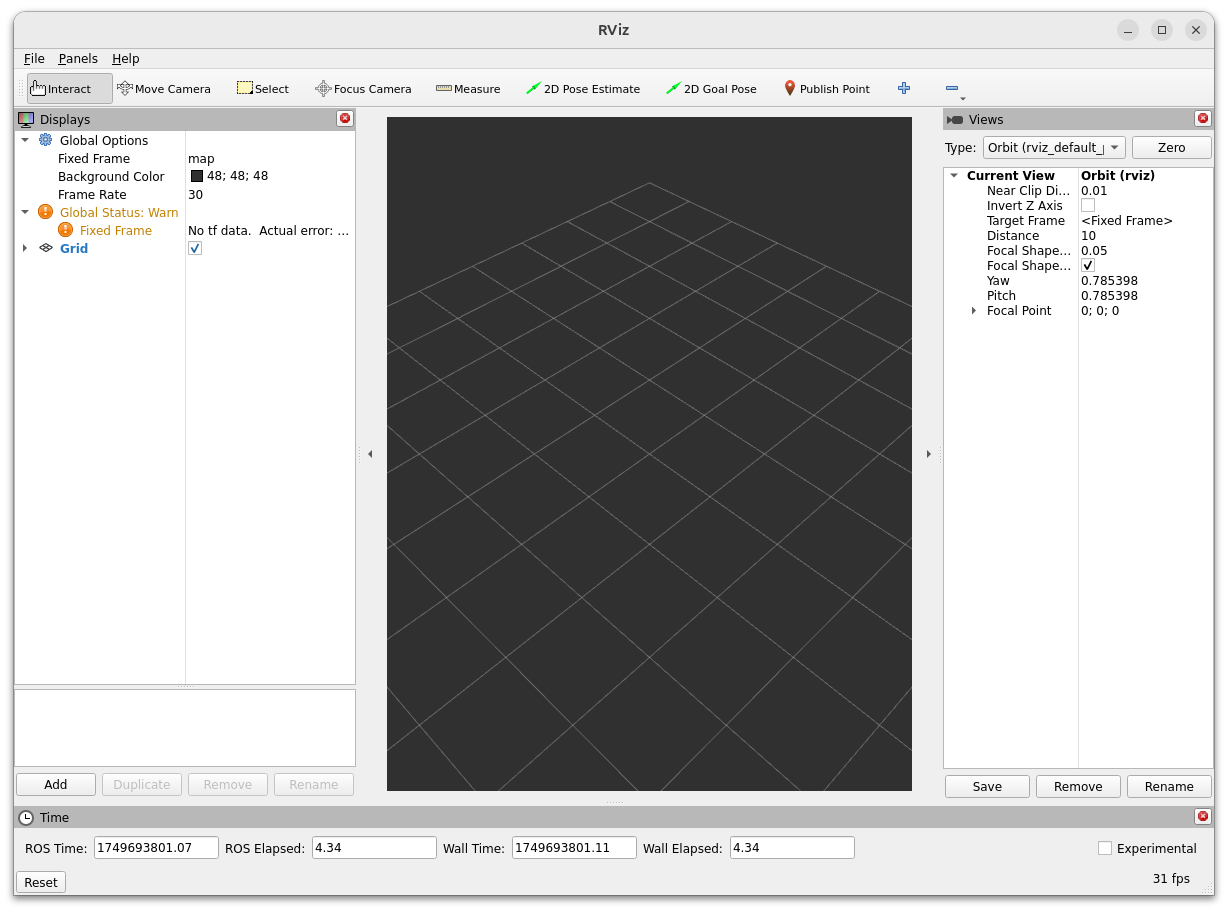 RViz
File Panels Help
Interact Move Camera Select Focus Camera Measure 2D Pose Estimate 2D Goal Pose Publish Point
Displays
Global Options
Fixed Frame map
Background Color 48; 48; 48
Frame Rate 30
Global Status: Warn
Fixed Frame No tf data. Actual error: ...
Grid
Add Duplicate Remove Rename
Views
Type: Orbit (rviz_default_ Zero
Current View Orbit (rviz)
Near Clip Di... 0.01
Invert Z Axis
Target Frame <Fixed Frame>
Distance 10
Focal Shape... 0.05
Focal Shape...
Yaw 0.785398
Pitch 0.785398
Focal Point 0; 0; 0
Save Remove Rename
Time
ROS Time: 1749693801.07 ROS Elapsed: 4.34 Wall Time: 1749693801.11 Wall Elapsed: 4.34 Experimental
Reset 31 fps